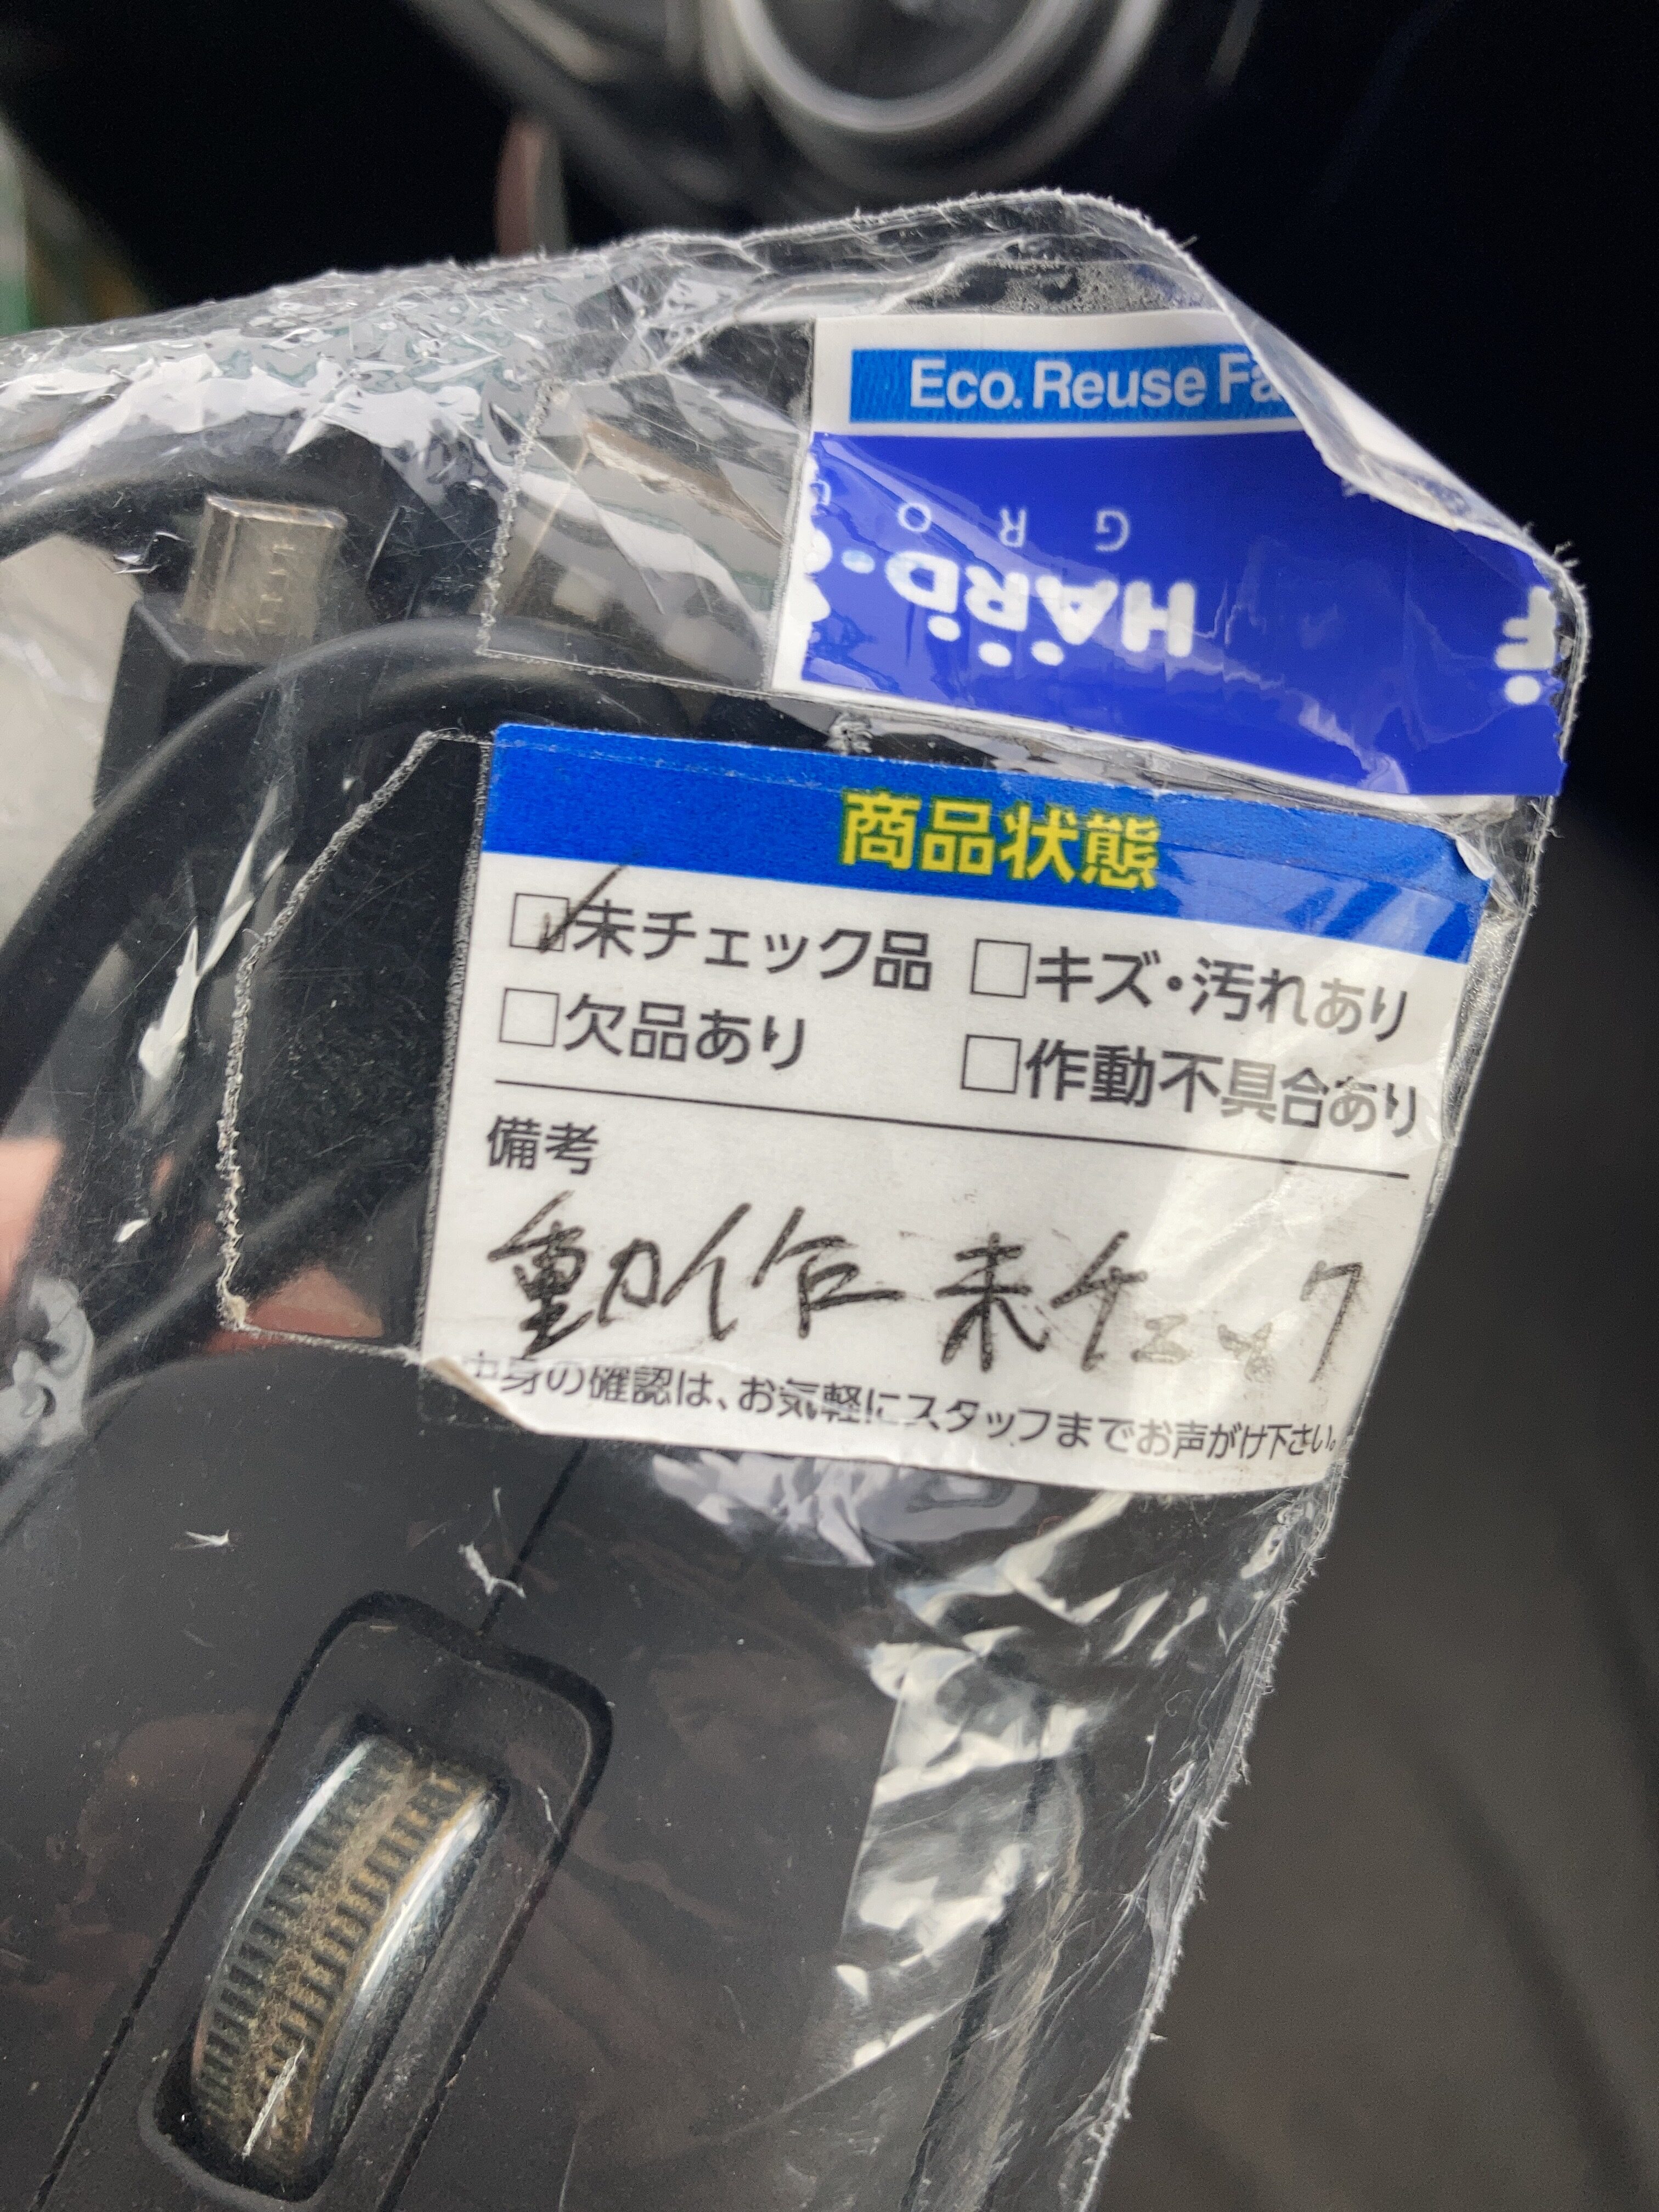 Eco. Reuse
HARD-
商品状態
未チェック品 キズ・汚れあり
欠品あり 作動不具合あり
備考
動作未チェック
中身の確認は、お気軽にスタッフまでお声がけ下さい。